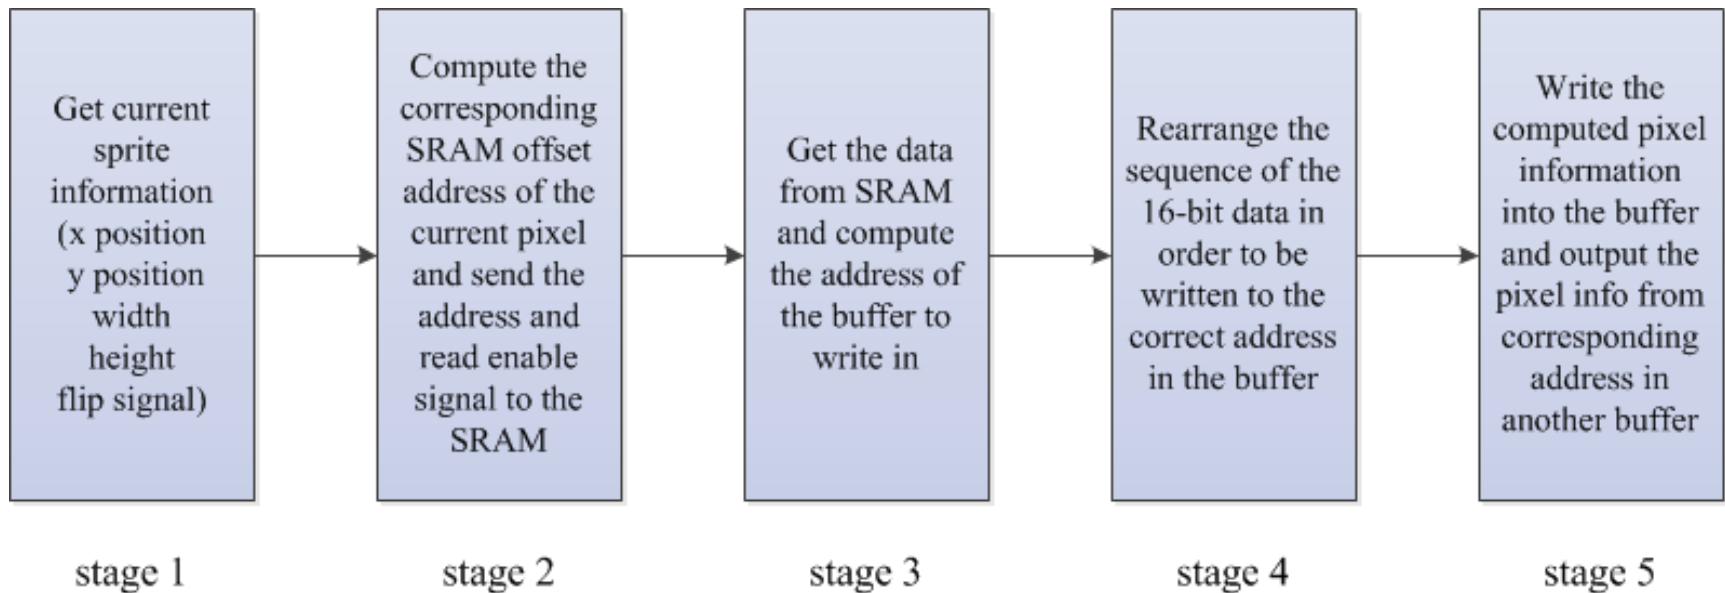 Get current
sprite
information
(x position
y position
width
height
flip signal)
Compute the
corresponding
SRAM offset
address of the
current pixel
and send the
address and
read enable
signal to the
SRAM
Get the data
from SRAM
and compute
the address of
the buffer to
write in
Rearrange the
sequence of the
16-bit data in
order to be
written to the
correct address
in the buffer
Write the
computed pixel
information
into the buffer
and output the
pixel info from
corresponding
address in
another buffer
stage 1
stage 2
stage 3
stage 4
stage 5